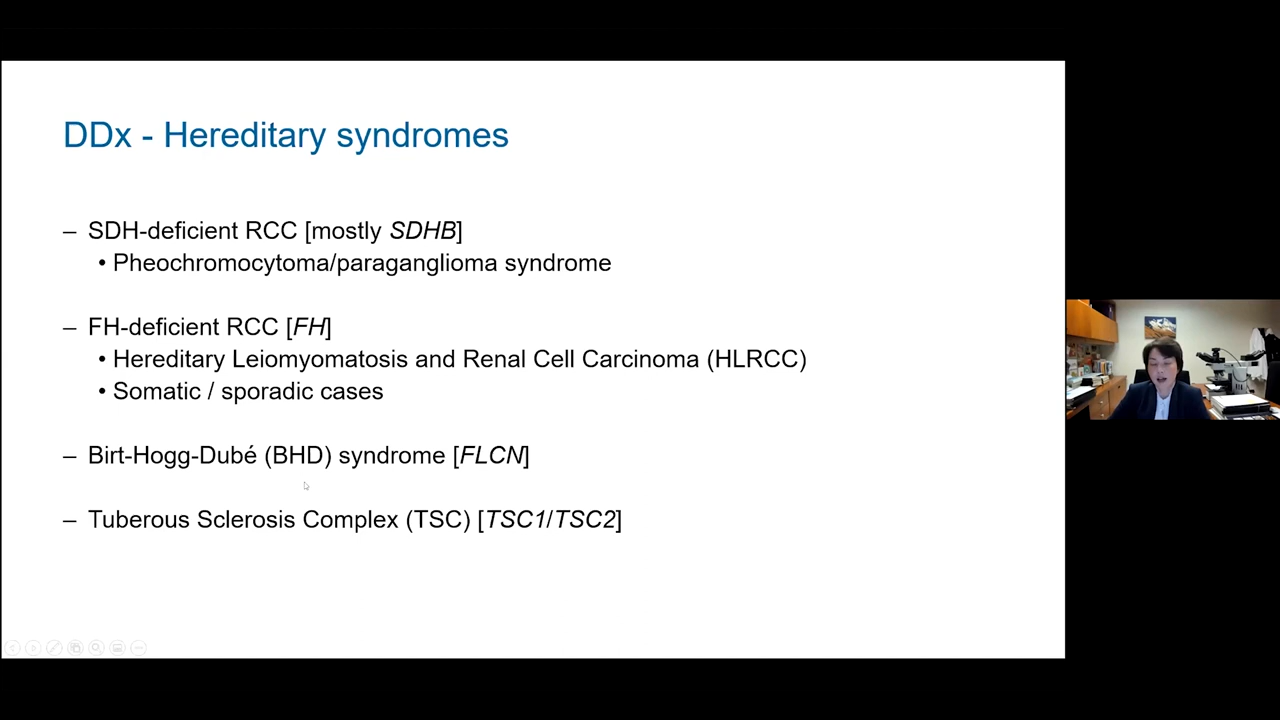 DDx - Hereditary syndromes
– SDH-deficient RCC [mostly SDHB]
• Pheochromocytoma/paraganglioma syndrome
– FH-deficient RCC [FH]
• Hereditary Leiomyomatosis and Renal Cell Carcinoma (HLRCC)
• Somatic / sporadic cases
– Birt-Hogg-Dubé (BHD) syndrome [FLCN]
– Tuberous Sclerosis Complex (TSC) [TSC1/TSC2]